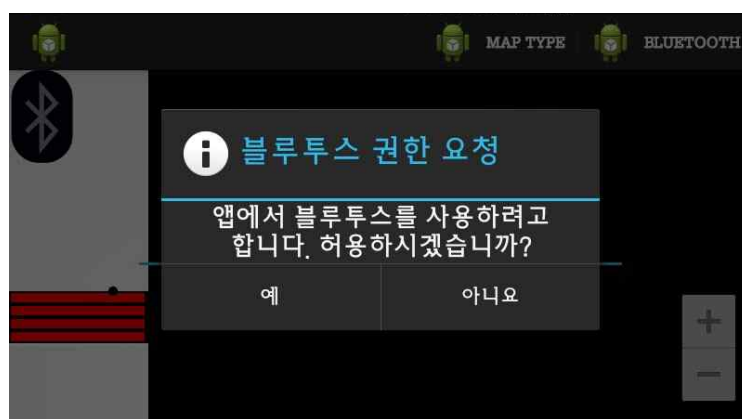 MAP TYPE
BLUETOOTH
블루투스 권한 요청
앱에서 블루투스를 사용하려고
합니다. 허용하시겠습니까?
예
아니요
+
−